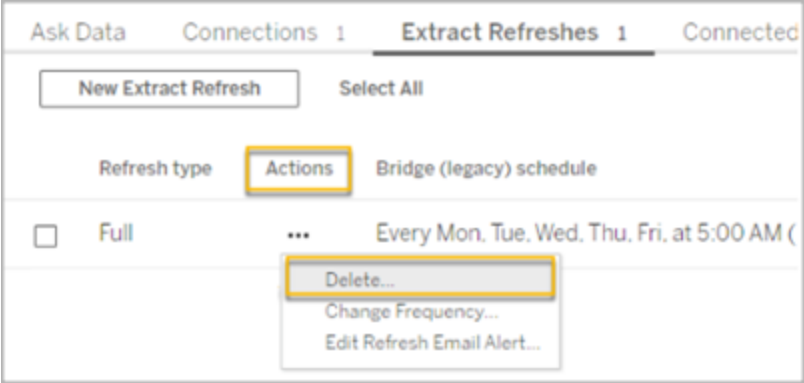 Ask Data Connections 1 Extract Refreshes 1 Connected
New Extract Refresh Select All
Refresh type Actions Bridge (legacy) schedule
Full ... Every Mon, Tue, Wed, Thu, Fri, at 5:00 AM (
Delete...
Change Frequency...
Edit Refresh Email Alert...